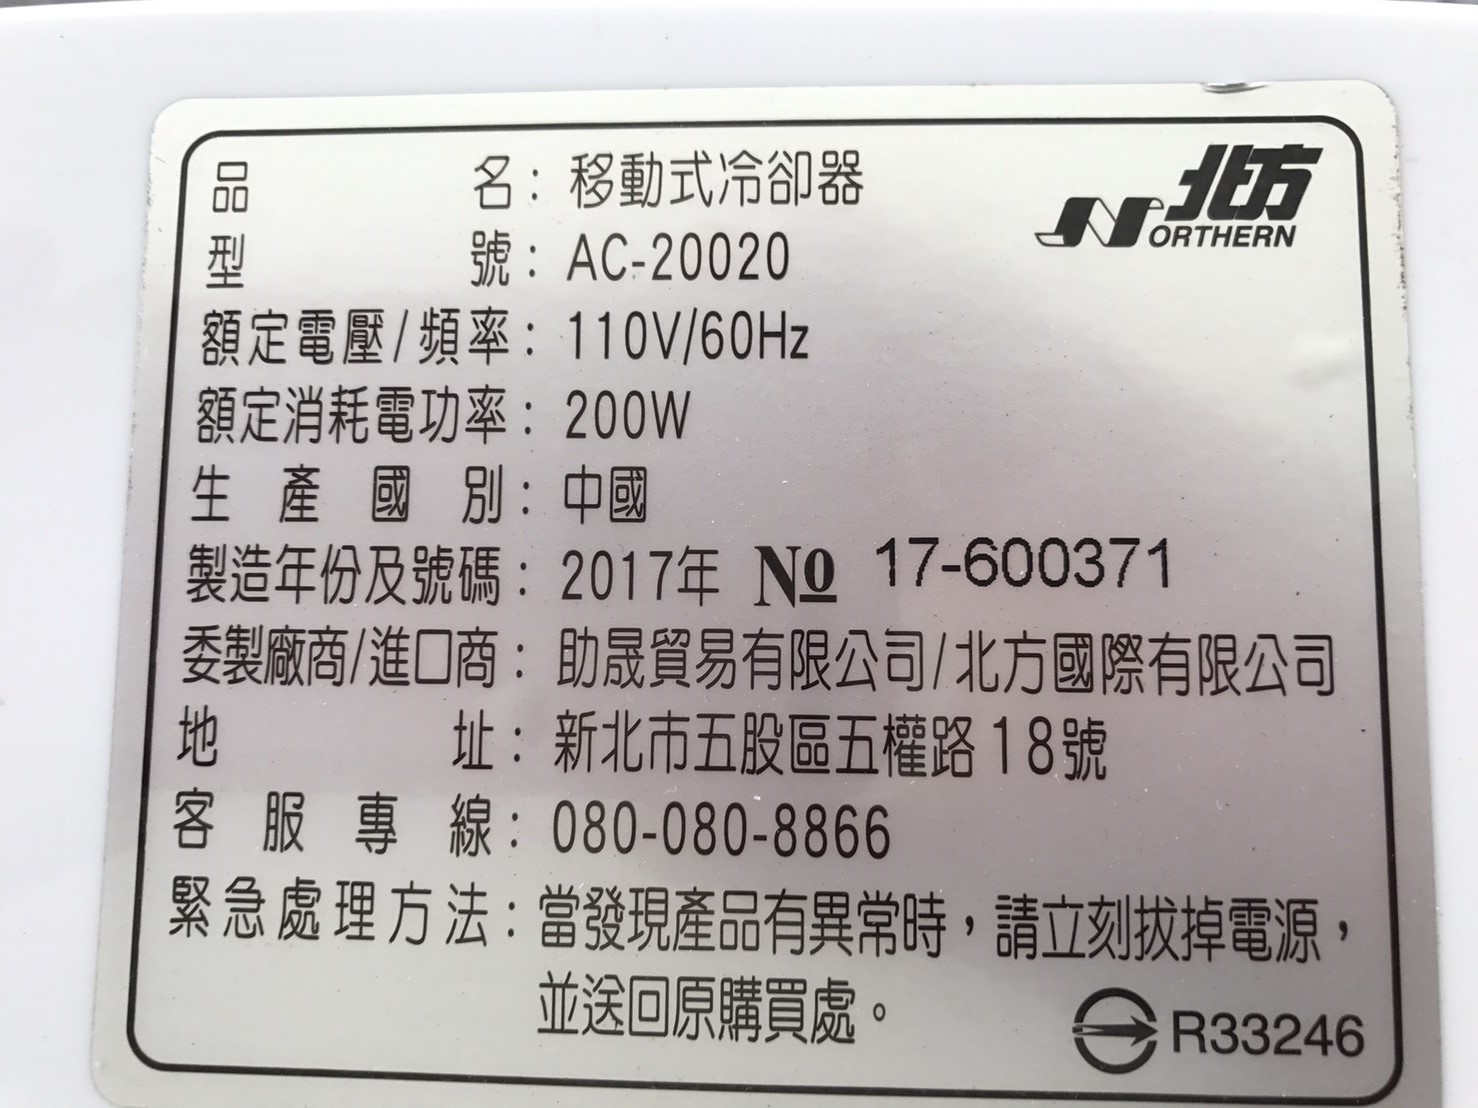 北方
NORTHERN
品名：移動式冷卻器
型號：AC-20020
額定電壓/頻率：110V/60Hz
額定消耗電功率：200W
生產國別：中國
製造年份及號碼：2017年 No 17-600371
委製廠商/進口商：助晟貿易有限公司/北方國際有限公司
地址：新北市五股區五權路18號
客服專線：080-080-8866
緊急處理方法：當發現產品有異常時，請立刻拔掉電源，
並送回原購買處。
R33246